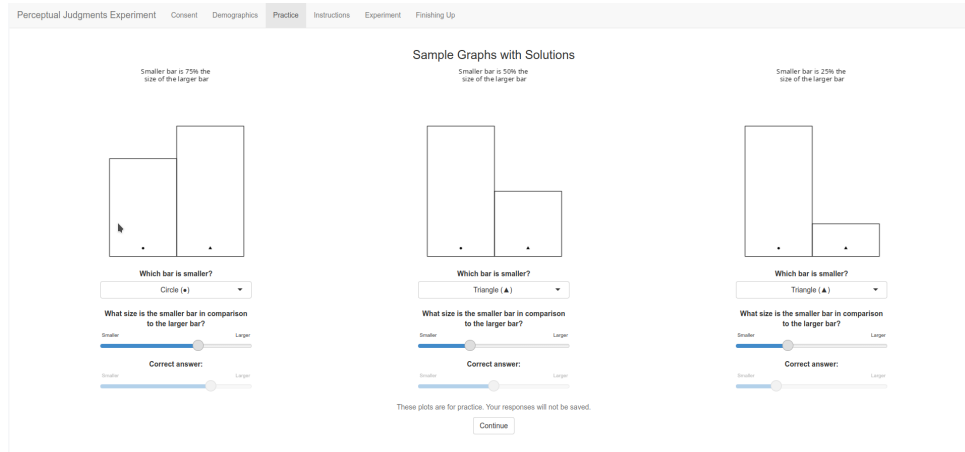 Perceptual Judgments Experiment Consent Demographics Practice Instructions Experiment Finishing Up
Sample Graphs with Solutions
Smaller bar is 75% the
size of the larger bar
Smaller bar is 50% the
size of the larger bar
Smaller bar is 25% the
size of the larger bar
Which bar is smaller?
Circle (●)
What size is the smaller bar in comparison
to the larger bar?
Smaller Larger
Correct answer:
Smaller Larger
Which bar is smaller?
Triangle (▲)
What size is the smaller bar in comparison
to the larger bar?
Smaller Larger
Correct answer:
Smaller Larger
Which bar is smaller?
Triangle (▲)
What size is the smaller bar in comparison
to the larger bar?
Smaller Larger
Correct answer:
Smaller Larger
These plots are for practice. Your responses will not be saved.
Continue